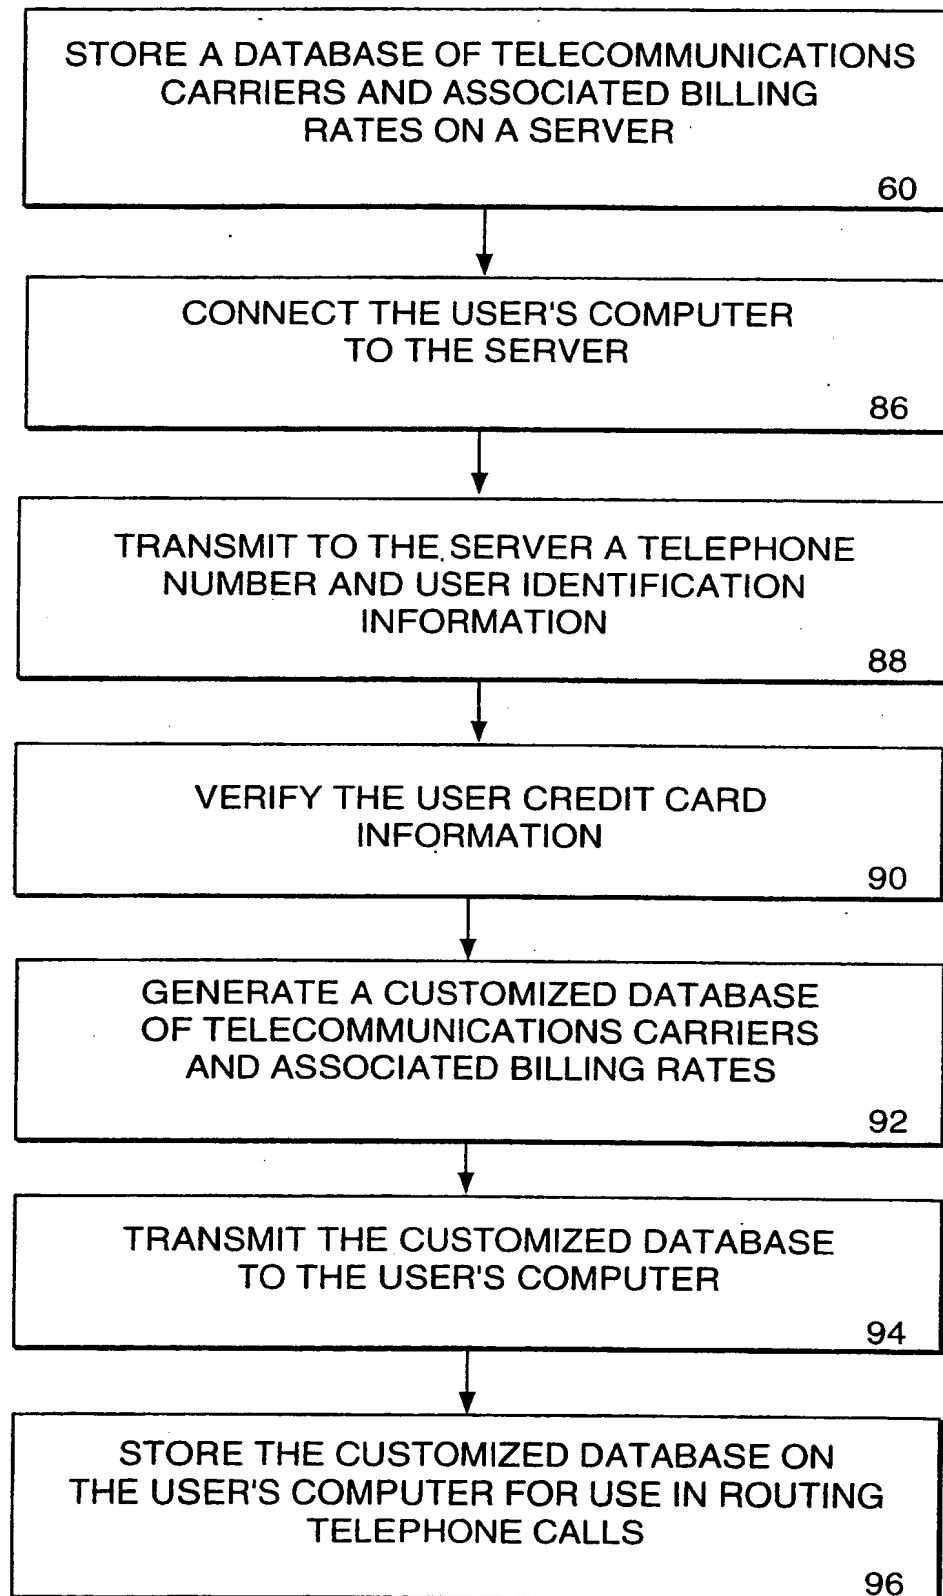 STORE A DATABASE OF TELECOMMUNICATIONS
CARRIERS AND ASSOCIATED BILLING
RATES ON A SERVER
60
CONNECT THE USER'S COMPUTER
TO THE SERVER
86
TRANSMIT TO THE SERVER A TELEPHONE
NUMBER AND USER IDENTIFICATION
INFORMATION
88
VERIFY THE USER CREDIT CARD
INFORMATION
90
GENERATE A CUSTOMIZED DATABASE
OF TELECOMMUNICATIONS CARRIERS
AND ASSOCIATED BILLING RATES
92
TRANSMIT THE CUSTOMIZED DATABASE
TO THE USER'S COMPUTER
94
STORE THE CUSTOMIZED DATABASE ON
THE USER'S COMPUTER FOR USE IN ROUTING
TELEPHONE CALLS
96